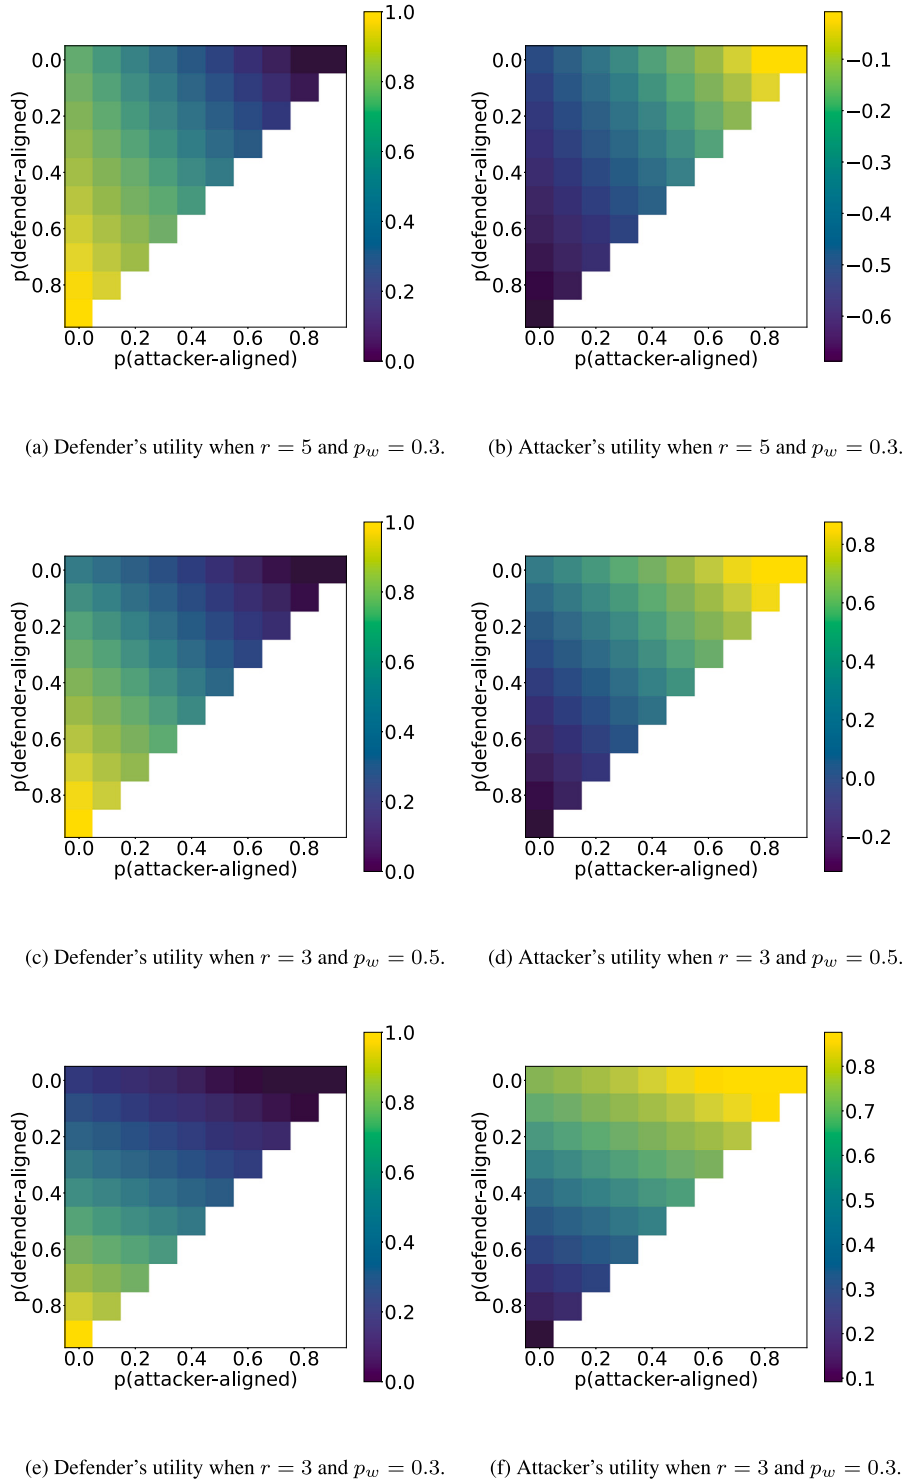 1.0
0.8
0.6
0.4
0.2
0.0
0.0
0.2
0.4
0.6
0.8
p(defender-aligned)
0.0 0.2 0.4 0.6 0.8
p(attacker-aligned)
−0.1
−0.2
−0.3
−0.4
−0.5
−0.6
0.0
0.2
0.4
0.6
0.8
p(defender-aligned)
0.0 0.2 0.4 0.6 0.8
p(attacker-aligned)
(a) Defender's utility when r = 5 and p_w = 0.3.
(b) Attacker's utility when r = 5 and p_w = 0.3.
1.0
0.8
0.6
0.4
0.2
0.0
0.0
0.2
0.4
0.6
0.8
p(defender-aligned)
0.0 0.2 0.4 0.6 0.8
p(attacker-aligned)
0.8
0.6
0.4
0.2
0.0
−0.2
0.0
0.2
0.4
0.6
0.8
p(defender-aligned)
0.0 0.2 0.4 0.6 0.8
p(attacker-aligned)
(c) Defender's utility when r = 3 and p_w = 0.5.
(d) Attacker's utility when r = 3 and p_w = 0.5.
1.0
0.8
0.6
0.4
0.2
0.0
0.0
0.2
0.4
0.6
0.8
p(defender-aligned)
0.0 0.2 0.4 0.6 0.8
p(attacker-aligned)
0.8
0.7
0.6
0.5
0.4
0.3
0.2
0.1
0.0
0.2
0.4
0.6
0.8
p(defender-aligned)
0.0 0.2 0.4 0.6 0.8
p(attacker-aligned)
(e) Defender's utility when r = 3 and p_w = 0.3.
(f) Attacker's utility when r = 3 and p_w = 0.3.